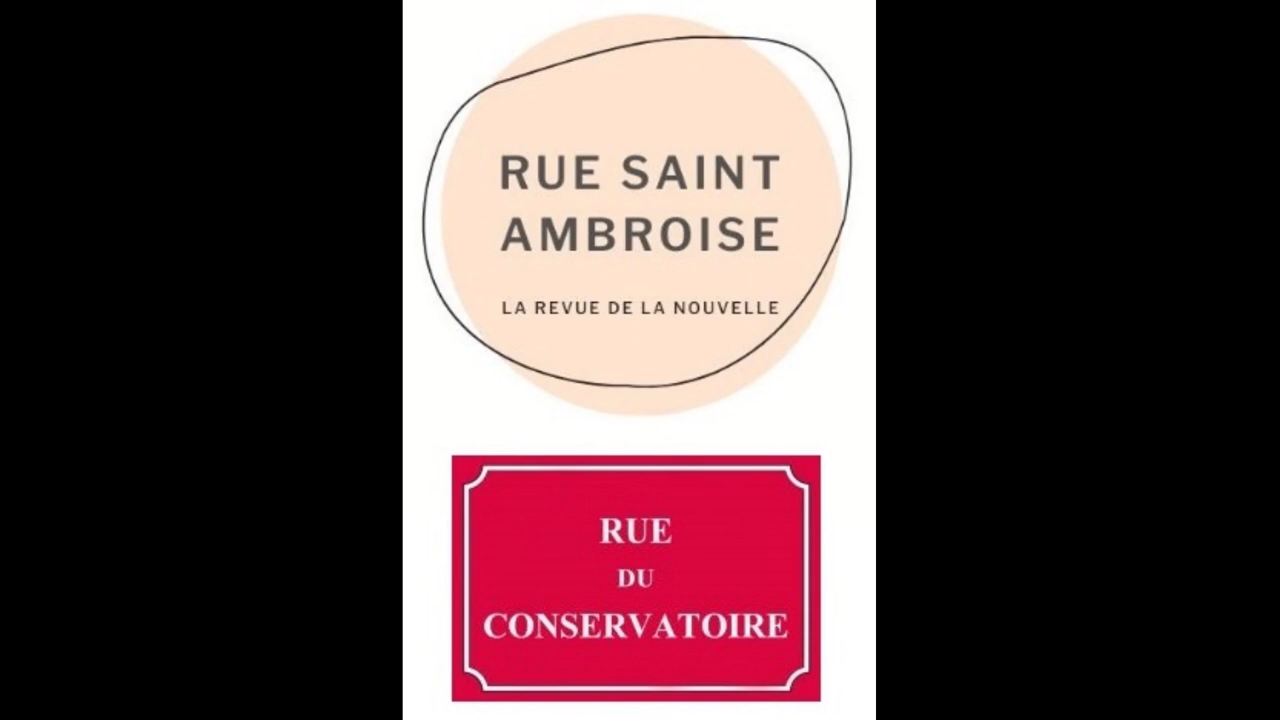 RUE SAINT
AMBROISE
LA REVUE DE LA NOUVELLE
RUE
DU
CONSERVATOIRE